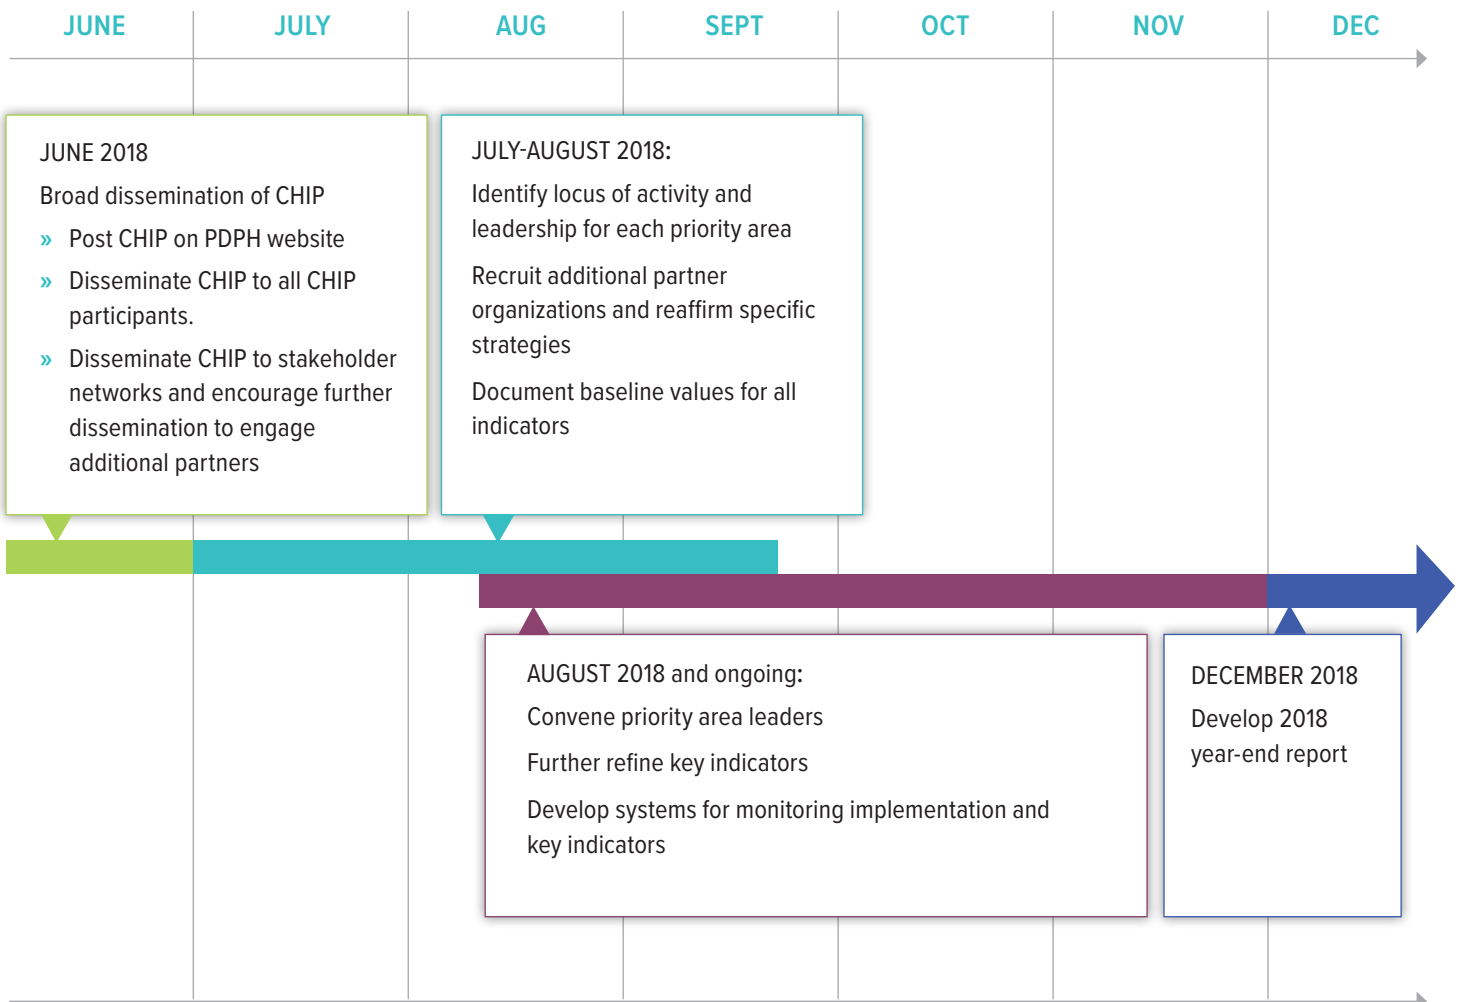 JUNE
JULY
AUG
SEPT
OCT
NOV
DEC
JUNE 2018
Broad dissemination of CHIP
» Post CHIP on PDPH website
» Disseminate CHIP to all CHIP
participants.
» Disseminate CHIP to stakeholder
networks and encourage further
dissemination to engage
additional partners
JULY-AUGUST 2018:
Identify locus of activity and
leadership for each priority area
Recruit additional partner
organizations and reaffirm specific
strategies
Document baseline values for all
indicators
AUGUST 2018 and ongoing:
Convene priority area leaders
Further refine key indicators
Develop systems for monitoring implementation and
key indicators
DECEMBER 2018
Develop 2018
year-end report